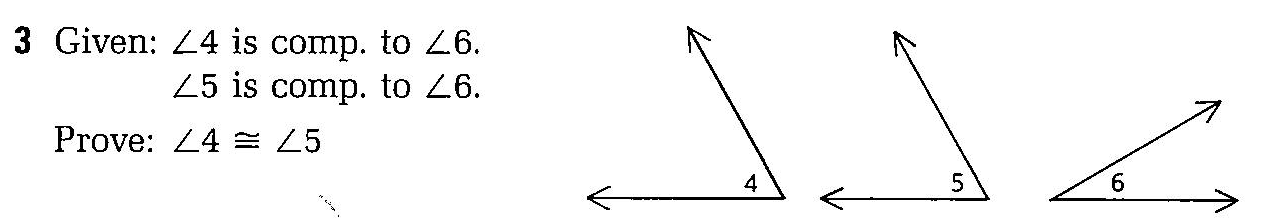 3 Given: ∠4 is comp. to ∠6.
∠5 is comp. to ∠6.
Prove: ∠4 ≅ ∠5
4
5
6